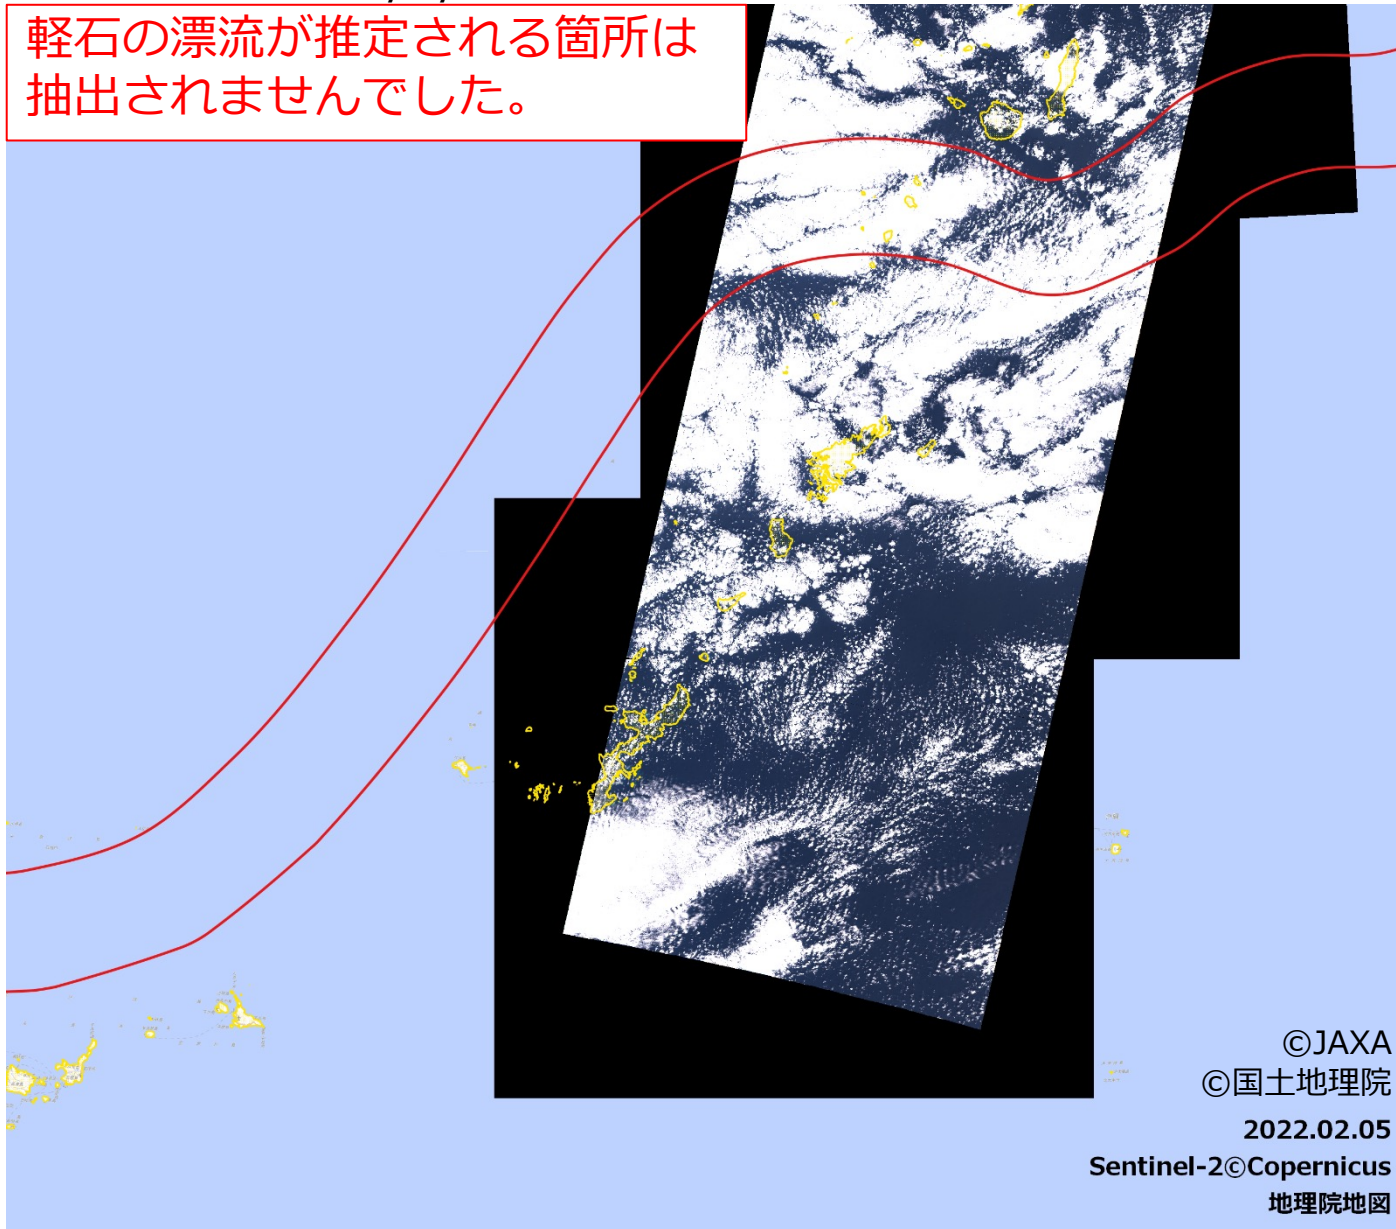 軽石の漂流が推定される箇所は
抽出されませんでした。
©JAXA
©国土地理院
2022.02.05
Sentinel-2©Copernicus
地理院地図